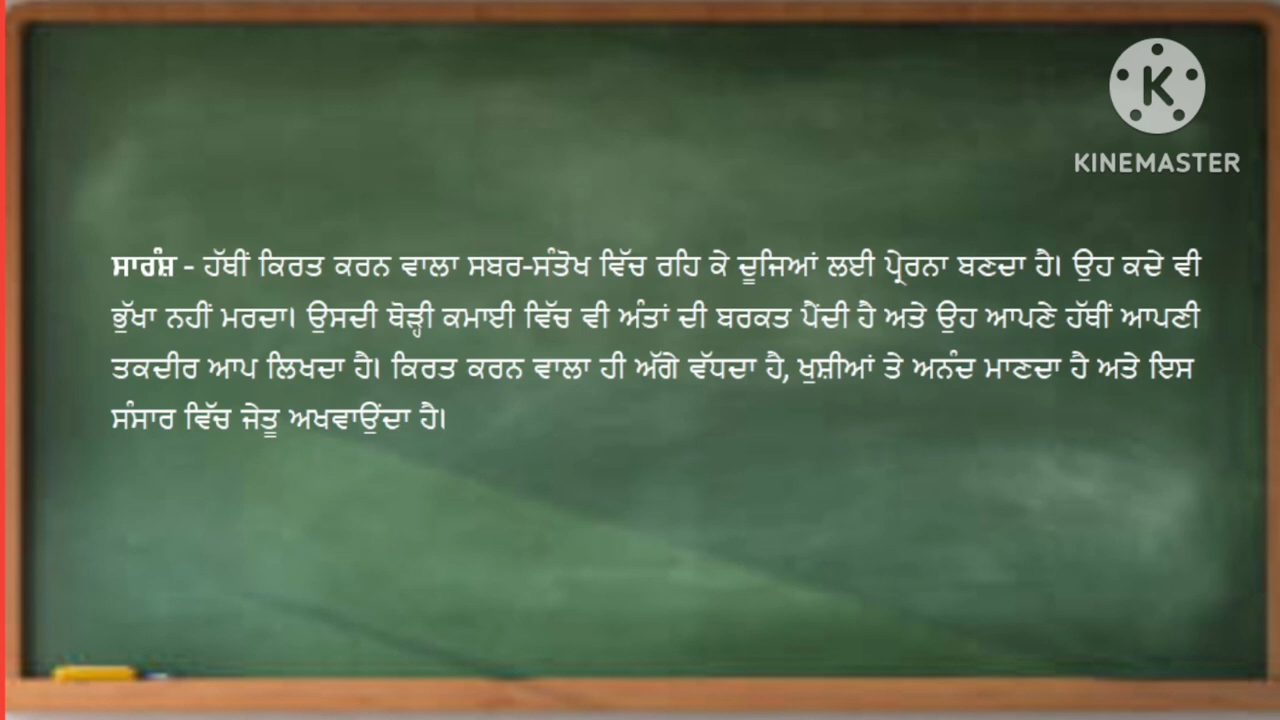 KINEMASTER
ਸਾਰੰਸ਼ - ਹੱਥੀਂ ਕਿਰਤ ਕਰਨ ਵਾਲਾ ਸਬਰ-ਸੰਤੋਖ ਵਿੱਚ ਰਹਿ ਕੇ ਦੂਜਿਆਂ ਲਈ ਪ੍ਰੇਰਨਾ ਬਣਦਾ ਹੈ। ਉਹ ਕਦੇ ਵੀ
ਭੁੱਖਾ ਨਹੀਂ ਮਰਦਾ। ਉਸਦੀ ਥੋੜ੍ਹੀ ਕਮਾਈ ਵਿੱਚ ਵੀ ਅੰਤਾਂ ਦੀ ਬਰਕਤ ਪੈਂਦੀ ਹੈ ਅਤੇ ਉਹ ਆਪਣੇ ਹੱਥੀਂ ਆਪਣੀ
ਤਕਦੀਰ ਆਪ ਲਿਖਦਾ ਹੈ। ਕਿਰਤ ਕਰਨ ਵਾਲਾ ਹੀ ਅੱਗੇ ਵੱਧਦਾ ਹੈ, ਖੁਸ਼ੀਆਂ ਤੇ ਅਨੰਦ ਮਾਣਦਾ ਹੈ ਅਤੇ ਇਸ
ਸੰਸਾਰ ਵਿੱਚ ਜੇਤੂ ਅਖਵਾਉਂਦਾ ਹੈ।